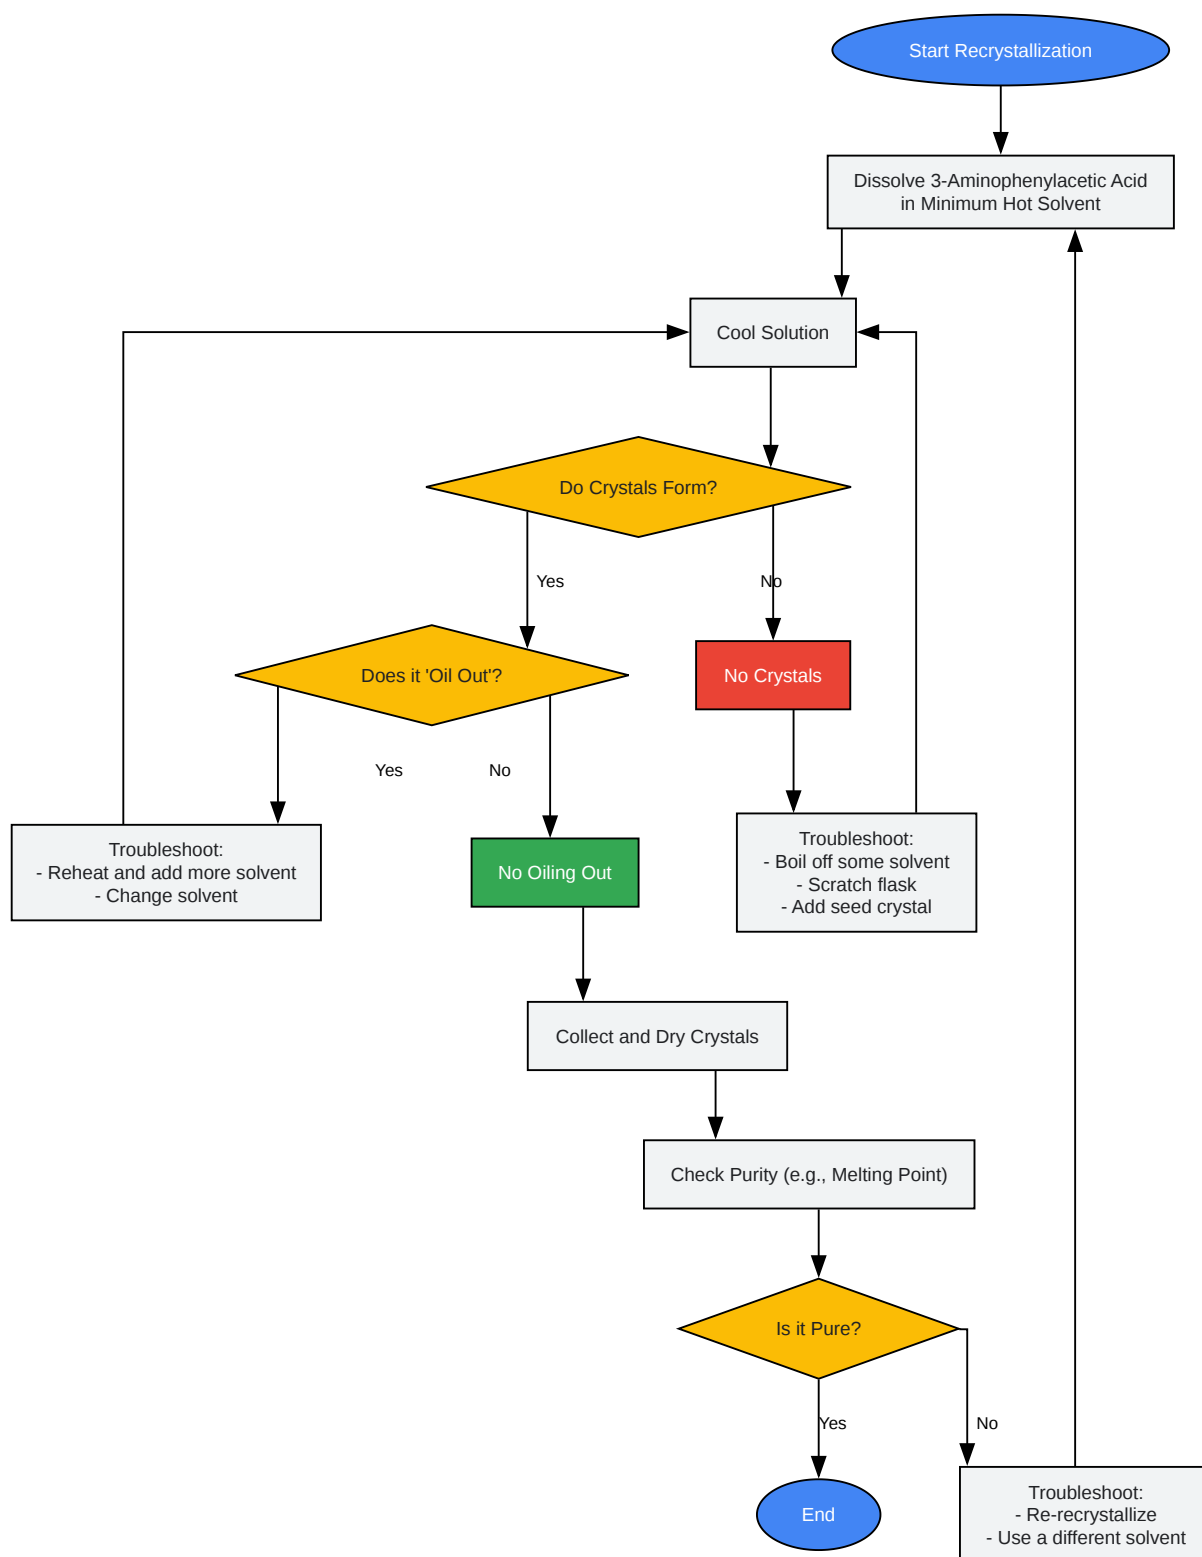 Start Recrystallization
Dissolve 3-Aminophenylacetic Acid
in Minimum Hot Solvent
Cool Solution
Do Crystals Form?
Yes
No
Does it 'Oil Out'?
No Crystals
Yes
No
Troubleshoot:
- Reheat and add more solvent
- Change solvent
No Oiling Out
Troubleshoot:
- Boil off some solvent
- Scratch flask
- Add seed crystal
Collect and Dry Crystals
Check Purity (e.g., Melting Point)
Is it Pure?
Yes
No
End
Troubleshoot:
- Re-recrystallize
- Use a different solvent